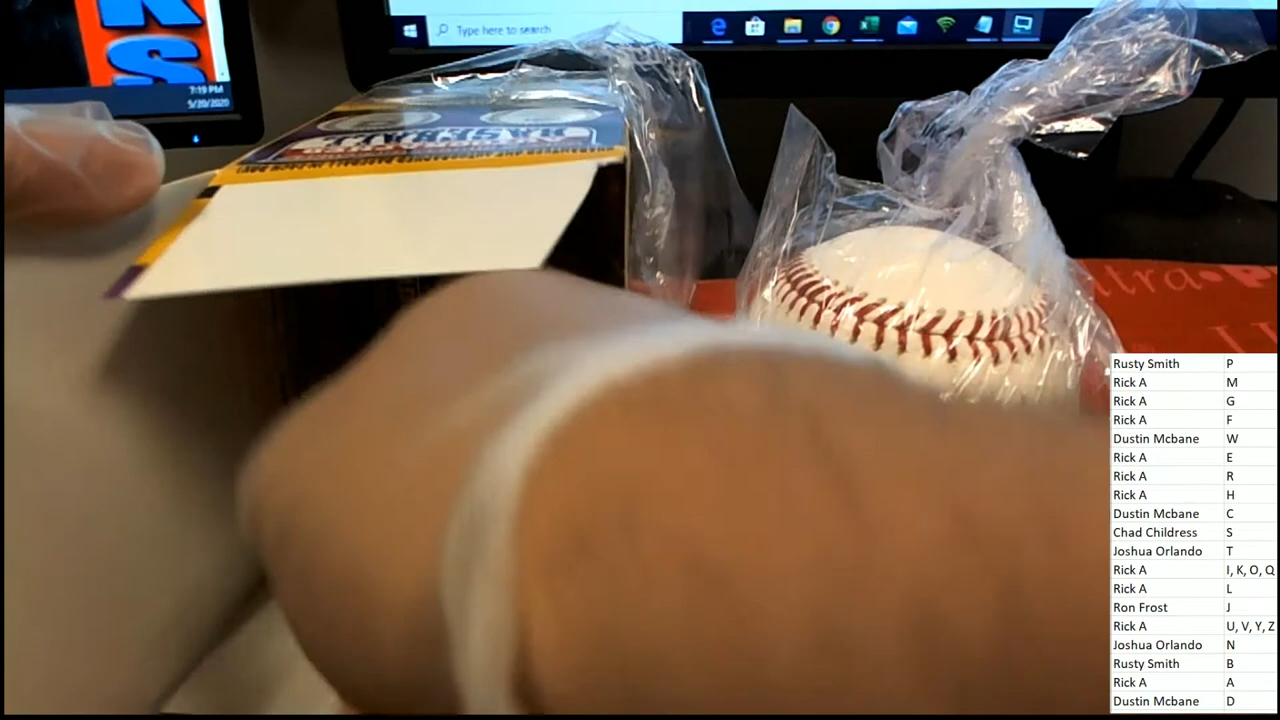 KS
7:19 PM
5/20/2020
Type here to search
BASEBALL
Rusty Smith P
Rick A M
Rick A G
Rick A F
Dustin Mcbane W
Rick A E
Rick A R
Rick A H
Dustin Mcbane C
Chad Childress S
Joshua Orlando T
Rick A I, K, O, Q
Rick A L
Ron Frost J
Rick A U, V, Y, Z
Joshua Orlando N
Rusty Smith B
Rick A A
Dustin Mcbane D